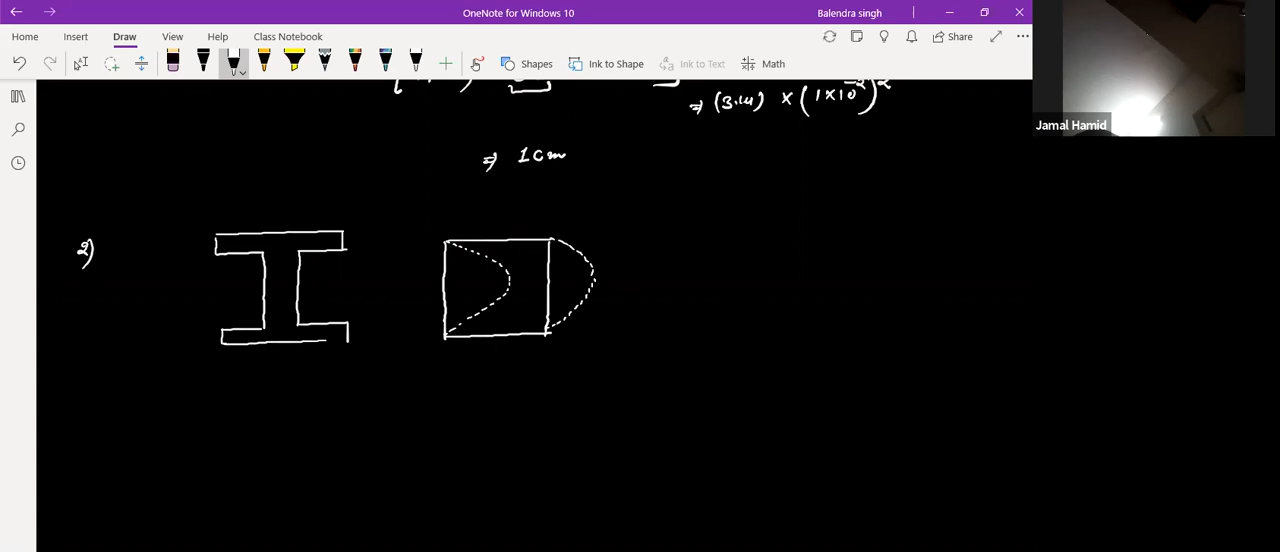 OneNote for Windows 10
Balendra singh
Home Insert Draw View Help Class Notebook
Share
Shapes Ink to Shape Ink to Text Math
Jamal Hamid
⇒ (3.14) × (1×10⁻²)²
⇒ 1cm
2)